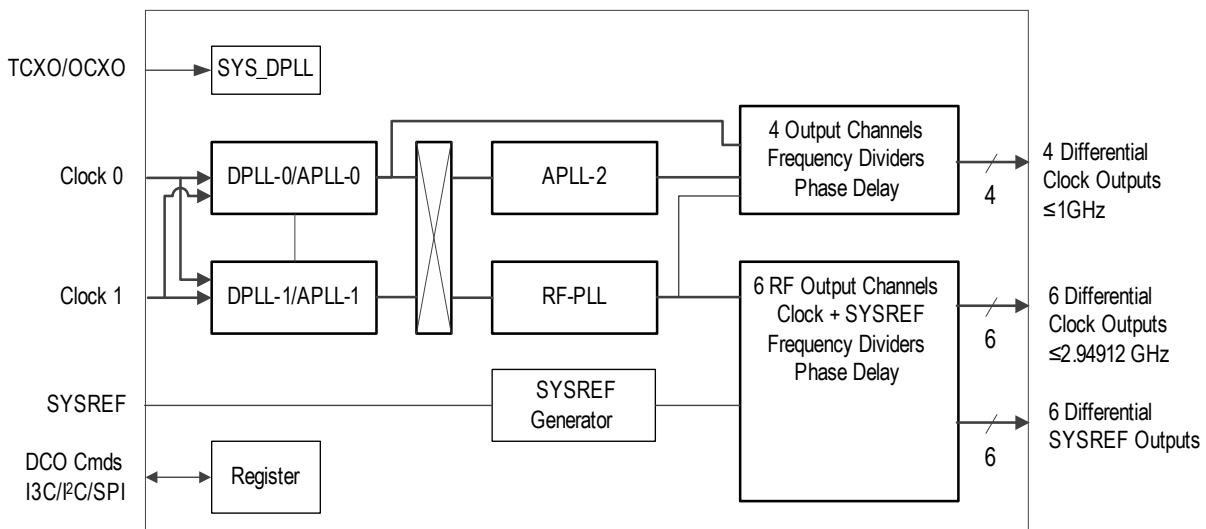 TCXO/OCXO
SYS_DPLL
Clock 0
DPLL-0/APLL-0
APLL-2
4 Output Channels
Frequency Dividers
Phase Delay
4
4 Differential
Clock Outputs
≤1GHz
Clock 1
DPLL-1/APLL-1
RF-PLL
6 RF Output Channels
Clock + SYSREF
Frequency Dividers
Phase Delay
6
6 Differential
Clock Outputs
≤2.94912 GHz
SYSREF
SYSREF
Generator
6
6 Differential
SYSREF Outputs
DCO Cmds
I3C/I²C/SPI
Register